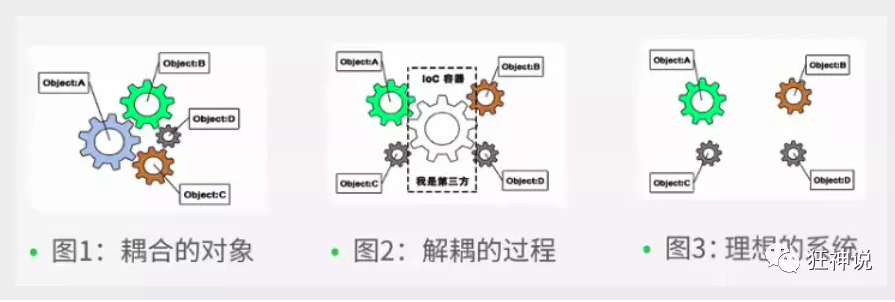 Object:A
Object:B
Object:D
Object:C
图1：耦合的对象
Object:A
IoC 容器
Object:B
Object:C
我是第三方
Object:D
图2：解耦的过程
Object:A
Object:B
Object:C
Object:D
图3：理想的系统
狂神说